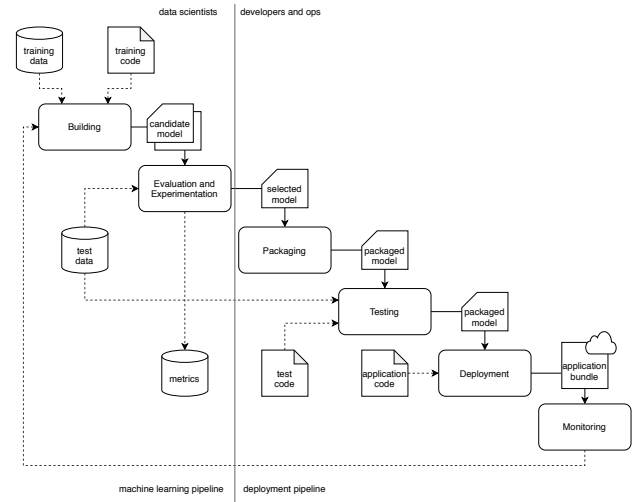 data scientists
developers and ops
training
data
training
code
Building
candidate
model
Evaluation and
Experimentation
selected
model
test
data
Packaging
packaged
model
Testing
packaged
model
metrics
test
code
application
code
Deployment
application
bundle
Monitoring
machine learning pipeline
deployment pipeline